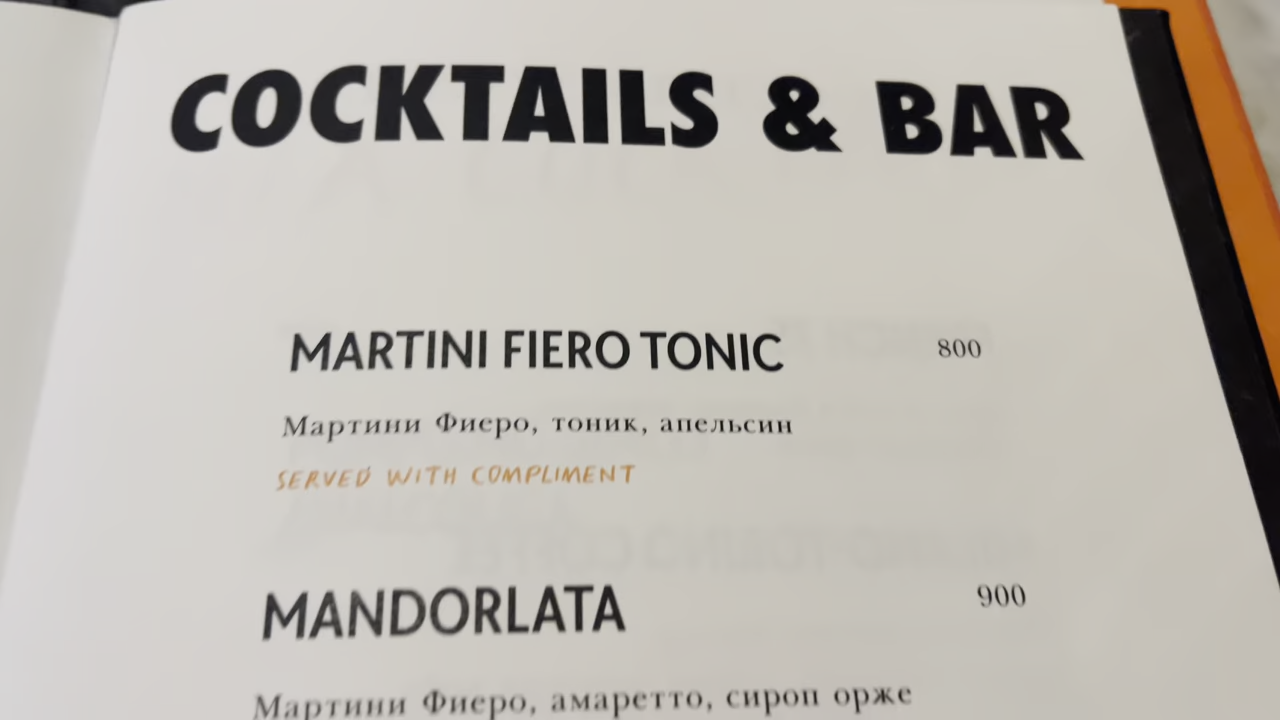 COCKTAILS & BAR
MARTINI FIERO TONIC 800
Мартини Фиеро, тоник, апельсин
SERVED WITH COMPLIMENT
MANDORLATA 900
Мартини Фиеро, амаретто, сироп орже